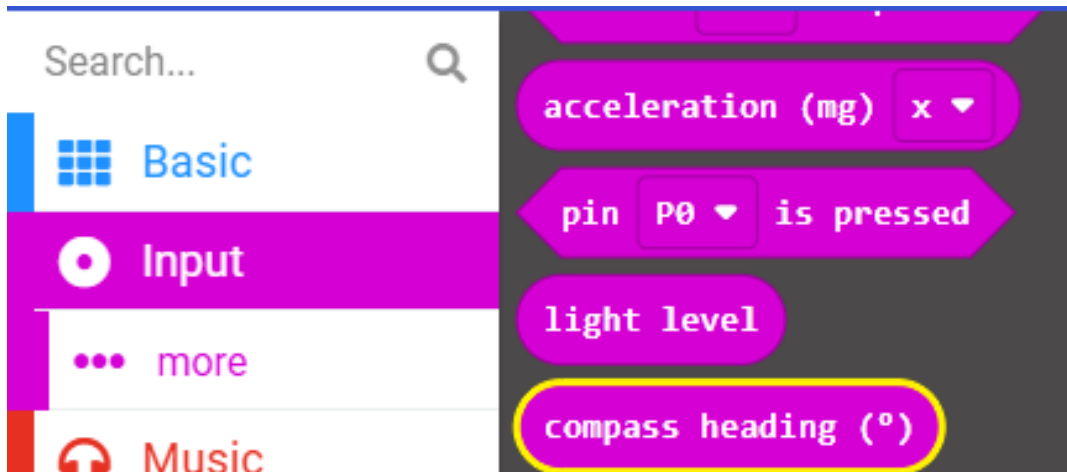 Search...
Basic
Input
more
Music
acceleration (mg) x
pin P0 is pressed
light level
compass heading (°)